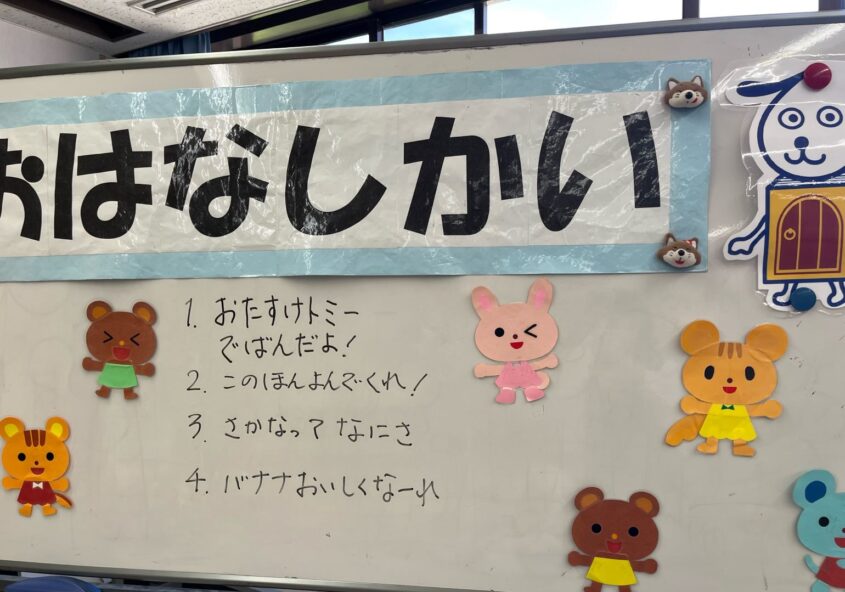 おはなしかい
1. おたすけトミー
でばんだよ!
2. このほんよんでくれ!
3. さかなってなにさ
4. バナナおいしくなーれ